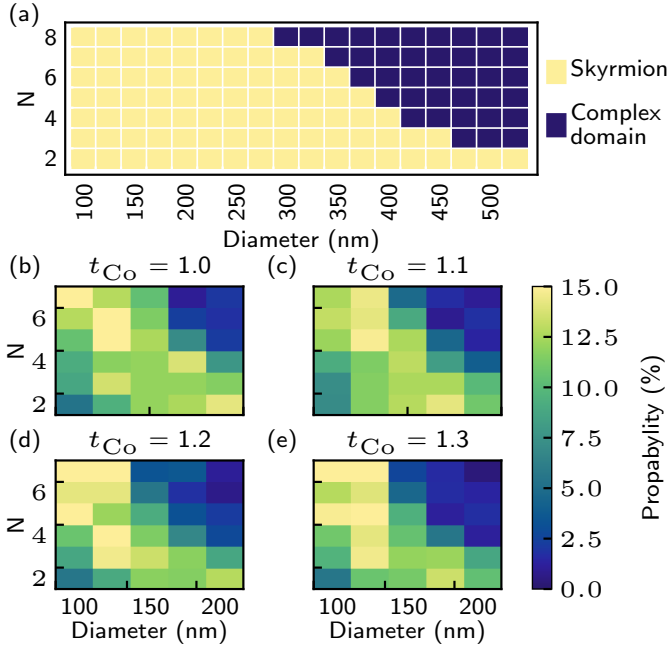 (a)
8
6
4
2
N
100
150
200
250
300
350
400
450
500
Diameter (nm)
Skyrmion
Complex
domain
(b)
t_Co = 1.0
(c)
t_Co = 1.1
6
4
2
N
(d)
t_Co = 1.2
(e)
t_Co = 1.3
6
4
2
N
100 150 200
Diameter (nm)
100 150 200
Diameter (nm)
15.0
12.5
10.0
7.5
5.0
2.5
0.0
Propabylity (%)